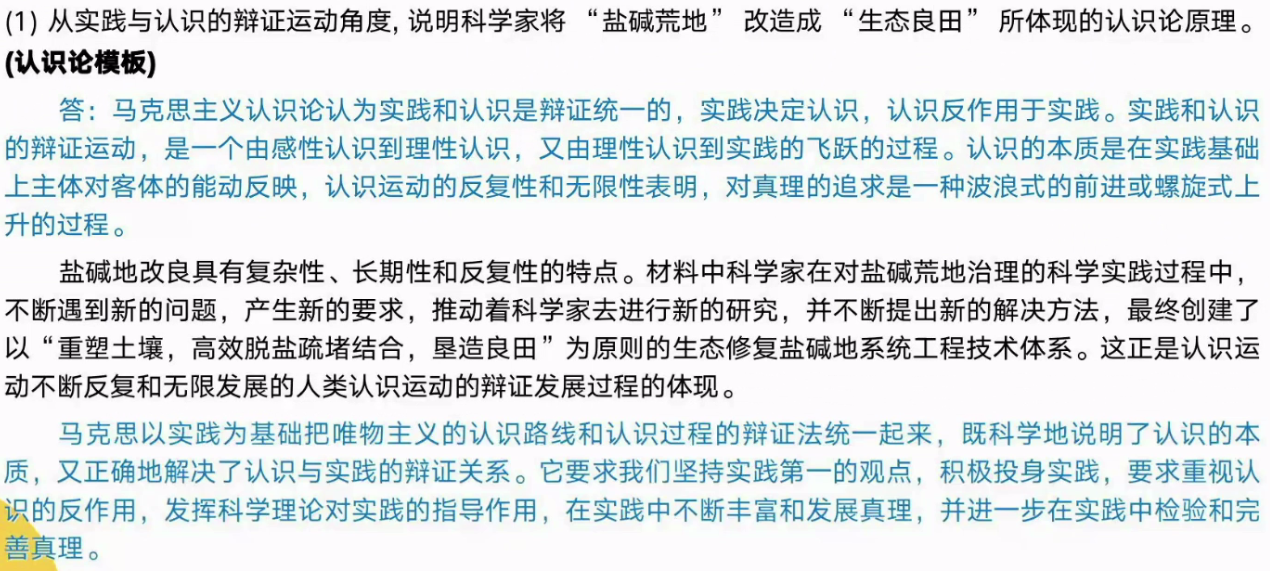 (1) 从实践与认识的辩证运动角度, 说明科学家将 “盐碱荒地” 改造成 “生态良田” 所体现的认识论原理。
(认识论模板)
答：马克思主义认识论认为实践和认识是辩证统一的，实践决定认识，认识反作用于实践。实践和认识
的辩证运动，是一个由感性认识到理性认识，又由理性认识到实践的飞跃的过程。认识的本质是在实践基础
上主体对客体的能动反映，认识运动的反复性和无限性表明，对真理的追求是一种波浪式的前进或螺旋式上
升的过程。
盐碱地改良具有复杂性、长期性和反复性的特点。材料中科学家在对盐碱荒地治理的科学实践过程中，
不断遇到新的问题，产生新的要求，推动着科学家去进行新的研究，并不断提出新的解决方法，最终创建了
以“重塑土壤，高效脱盐疏堵结合，垦造良田”为原则的生态修复盐碱地系统工程技术体系。这正是认识运
动不断反复和无限发展的人类认识运动的辩证发展过程的体现。
马克思以实践为基础把唯物主义的认识路线和认识过程的辩证法统一起来，既科学地说明了认识的本
质，又正确地解决了认识与实践的辩证关系。它要求我们坚持实践第一的观点，积极投身实践，要求重视认
识的反作用，发挥科学理论对实践的指导作用，在实践中不断丰富和发展真理，并进一步在实践中检验和完
善真理。